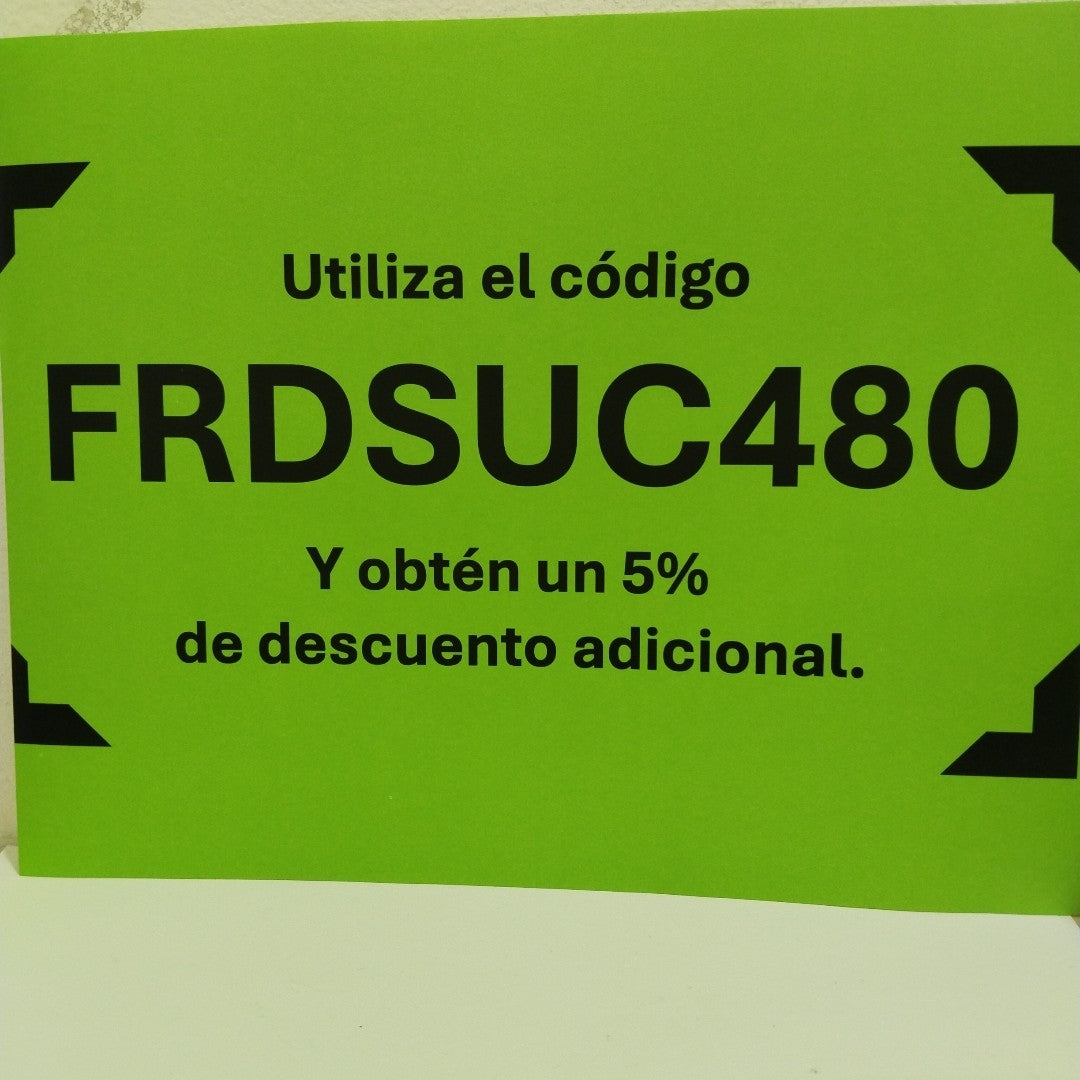 Utiliza el código
FRDSUC480
Y obtén un 5%
de descuento adicional.